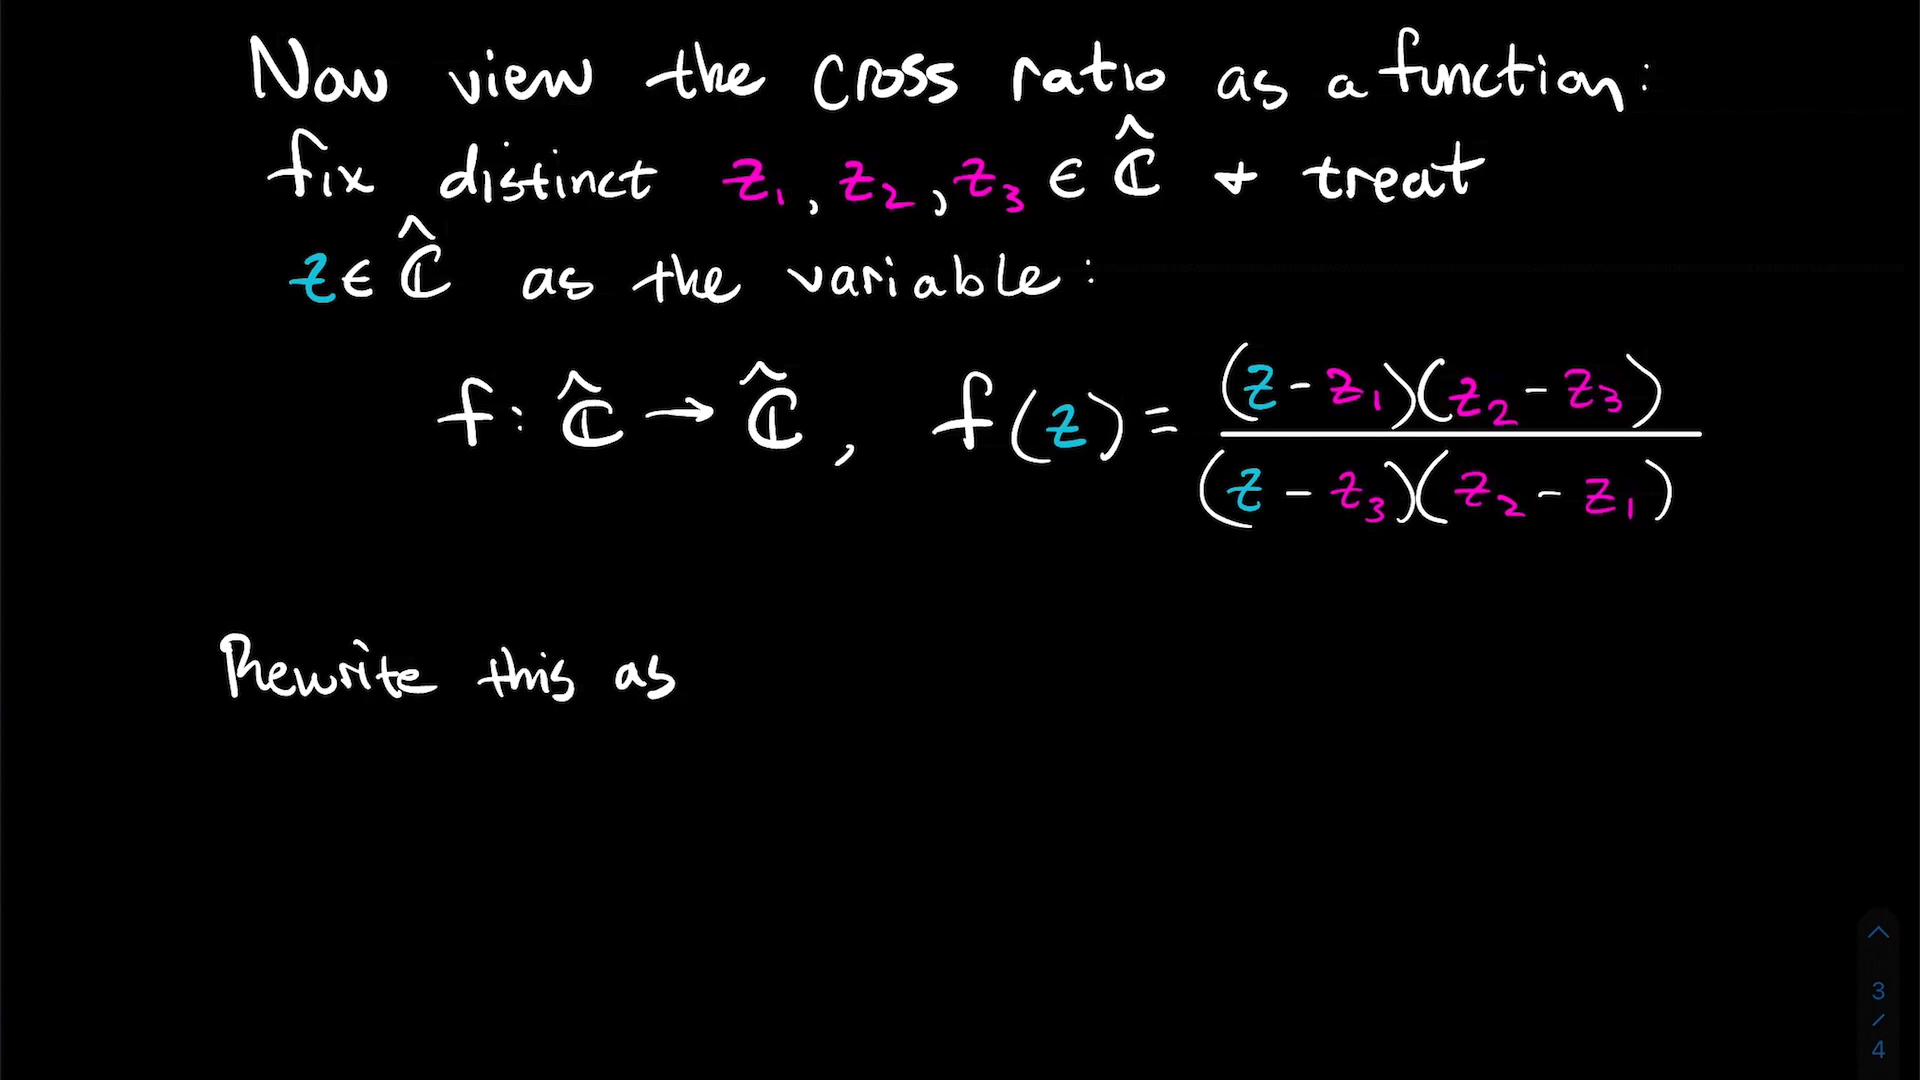 Now view the cross ratio as a function:
fix distinct z₁, z₂, z₃ ∈ Ĉ & treat
z ∈ Ĉ as the variable:
f: Ĉ → Ĉ, f(z) = (z - z₁)(z₂ - z₃) / (z - z₃)(z₂ - z₁)
Rewrite this as
3
/
4